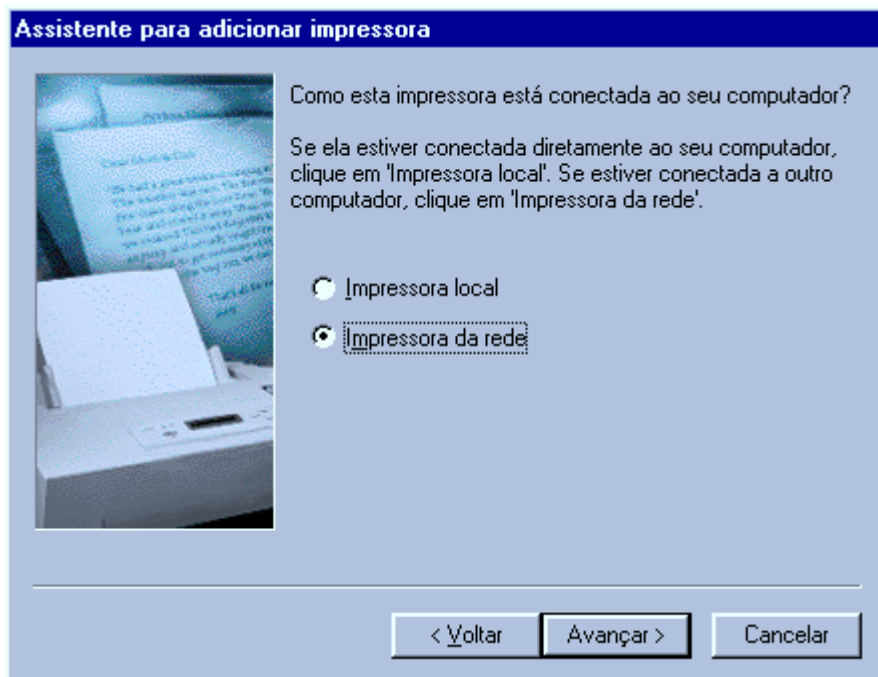 Assistente para adicionar impressora
Como esta impressora está conectada ao seu computador?
Se ela estiver conectada diretamente ao seu computador,
clique em 'Impressora local'. Se estiver conectada a outro
computador, clique em 'Impressora da rede'.
Impressora local
Impressora da rede
< Voltar
Avançar >
Cancelar